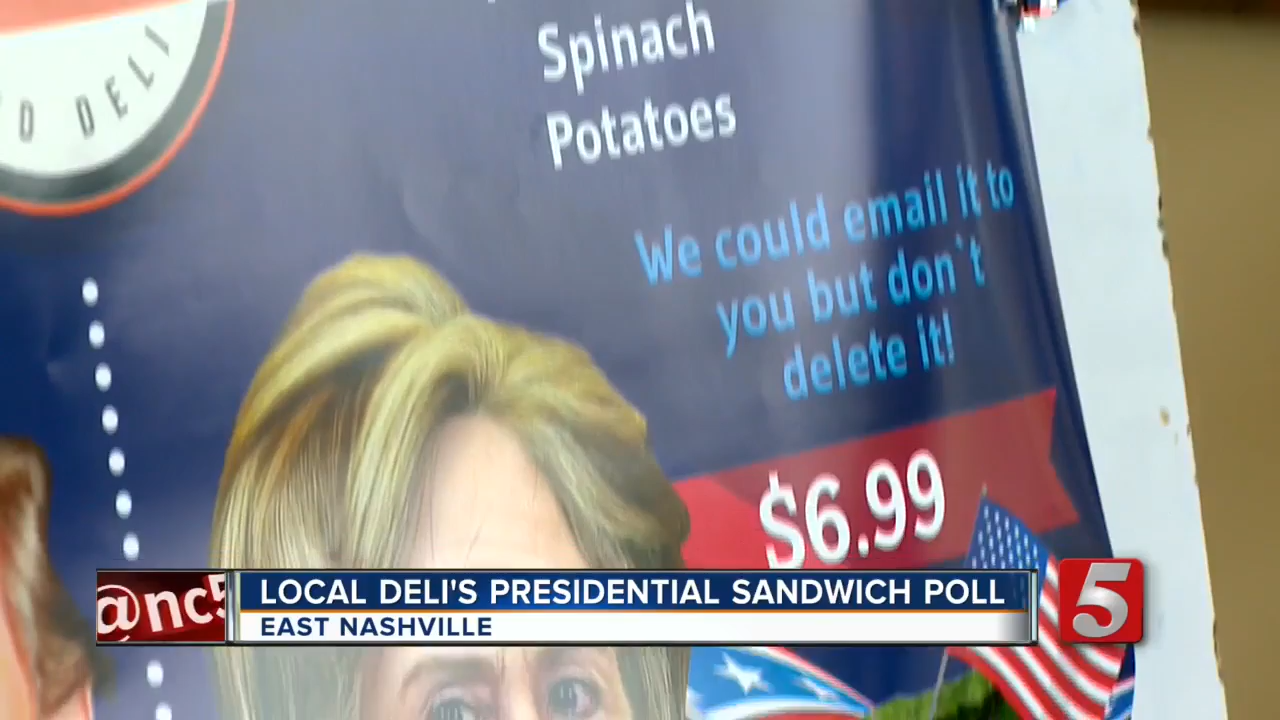 D DELI
Spinach
Potatoes
We could email it to
you but don't
delete it!
$6.99
@nc5
LOCAL DELI'S PRESIDENTIAL SANDWICH POLL
EAST NASHVILLE
5